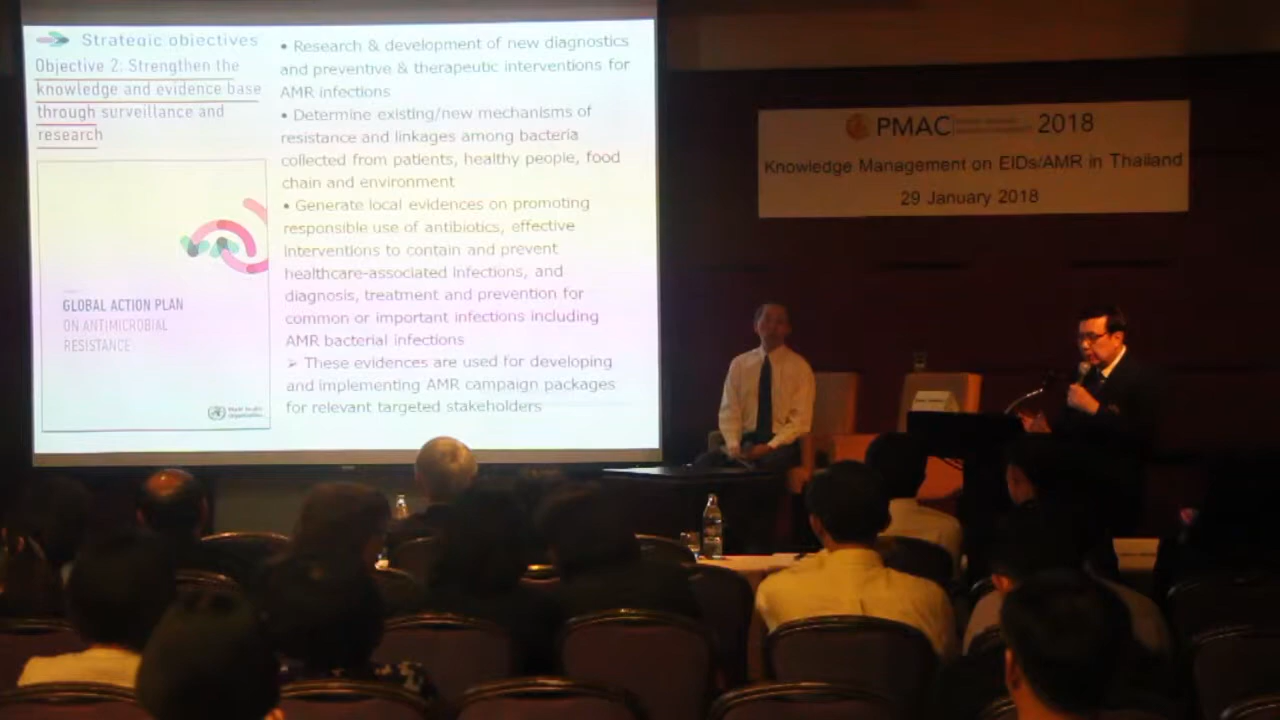 Strategic objectives
Objective 2: Strengthen the
knowledge and evidence base
through surveillance and
research
GLOBAL ACTION PLAN
ON ANTIMICROBIAL
RESISTANCE
World Health
Organization
• Research & development of new diagnostics
and preventive & therapeutic interventions for
AMR infections
• Determine existing/new mechanisms of
resistance and linkages among bacteria
collected from patients, healthy people, food
chain and environment
• Generate local evidences on promoting
responsible use of antibiotics, effective
interventions to contain and prevent
healthcare-associated infections, and
diagnosis, treatment and prevention for
common or important infections including
AMR bacterial infections
➢ These evidences are used for developing
and implementing AMR campaign packages
for relevant targeted stakeholders
PMAC 2018
Knowledge Management on EIDs/AMR in Thailand
29 January 2018